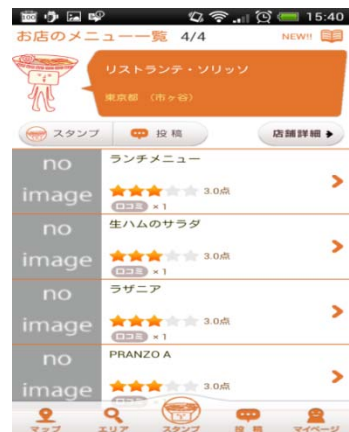 100
15:40
お店のメニュー一覧 4/4
NEW!!
リストランテ・ソリッソ
東京都 （市ヶ谷）
スタンプ
投稿
店舗詳細
no image
ランチメニュー
3.0点
口コミ ×1
no image
生ハムのサラダ
3.0点
口コミ ×1
no image
ラザニア
3.0点
口コミ ×1
no image
PRANZO A
3.0点
マップ
エリア
スタンプ
投稿
マイページ